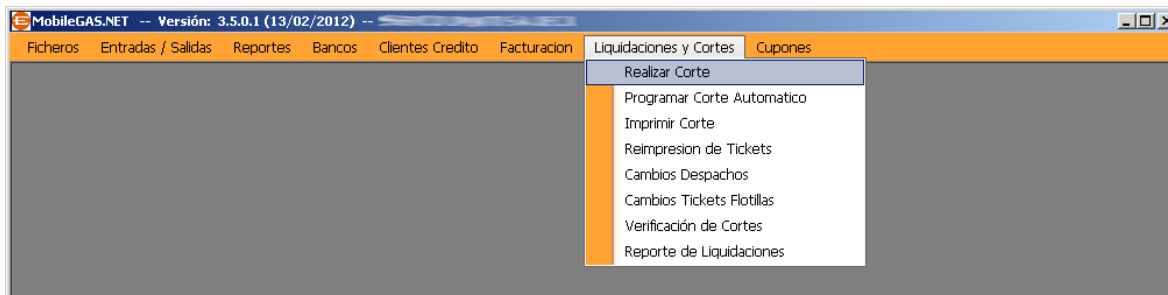 MobileGAS.NET -- Versión: 3.5.0.1 (13/02/2012) --
Ficheros Entradas / Salidas Reportes Bancos Clientes Credito Facturacion Liquidaciones y Cortes Cupones
Realizar Corte
Programar Corte Automatico
Imprimir Corte
Reimpresion de Tickets
Cambios Despachos
Cambios Tickets Flotillas
Verificación de Cortes
Reporte de Liquidaciones